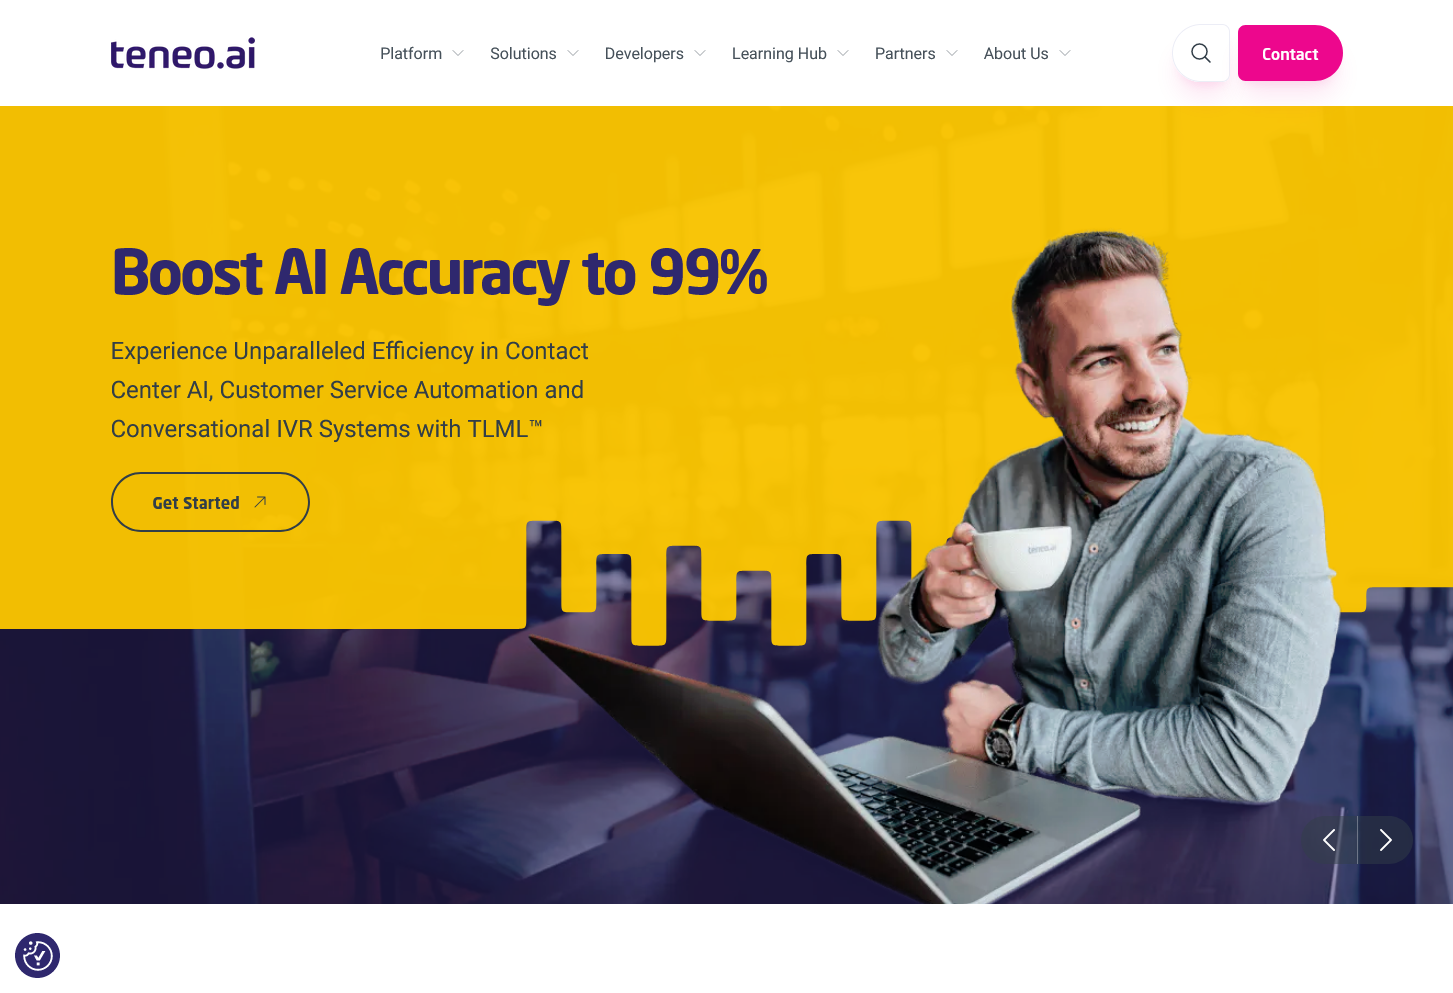 teneo.ai
Platform
Solutions
Developers
Learning Hub
Partners
About Us
Contact
Boost AI Accuracy to 99%
Experience Unparalleled Efficiency in Contact
Center AI, Customer Service Automation and
Conversational IVR Systems with TLML™
Get Started
teneo.ai